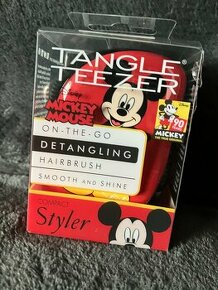 TANGLE
TEEZER
Disney
MICKEY
MOUSE
90
MICKEY
ON-THE-GO
DETANGLING
HAIRBRUSH
SMOOTH AND SHINE
COMPACT
Styler